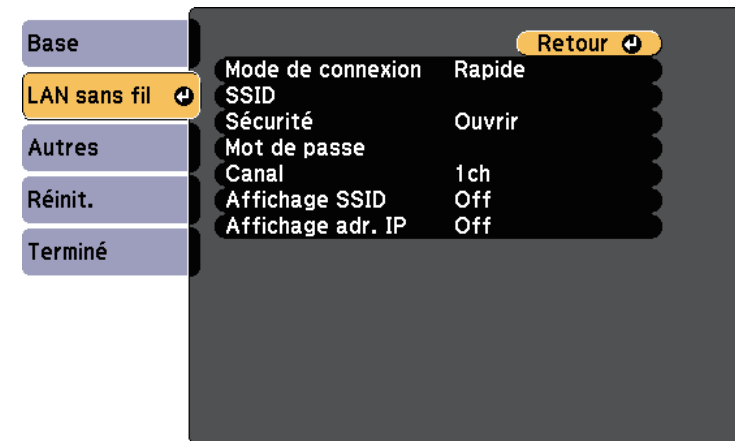 Base
LAN sans fil
Autres
Réinit.
Terminé
Retour
Mode de connexion Rapide
SSID
Sécurité Ouvrir
Mot de passe
Canal 1ch
Affichage SSID Off
Affichage adr. IP Off